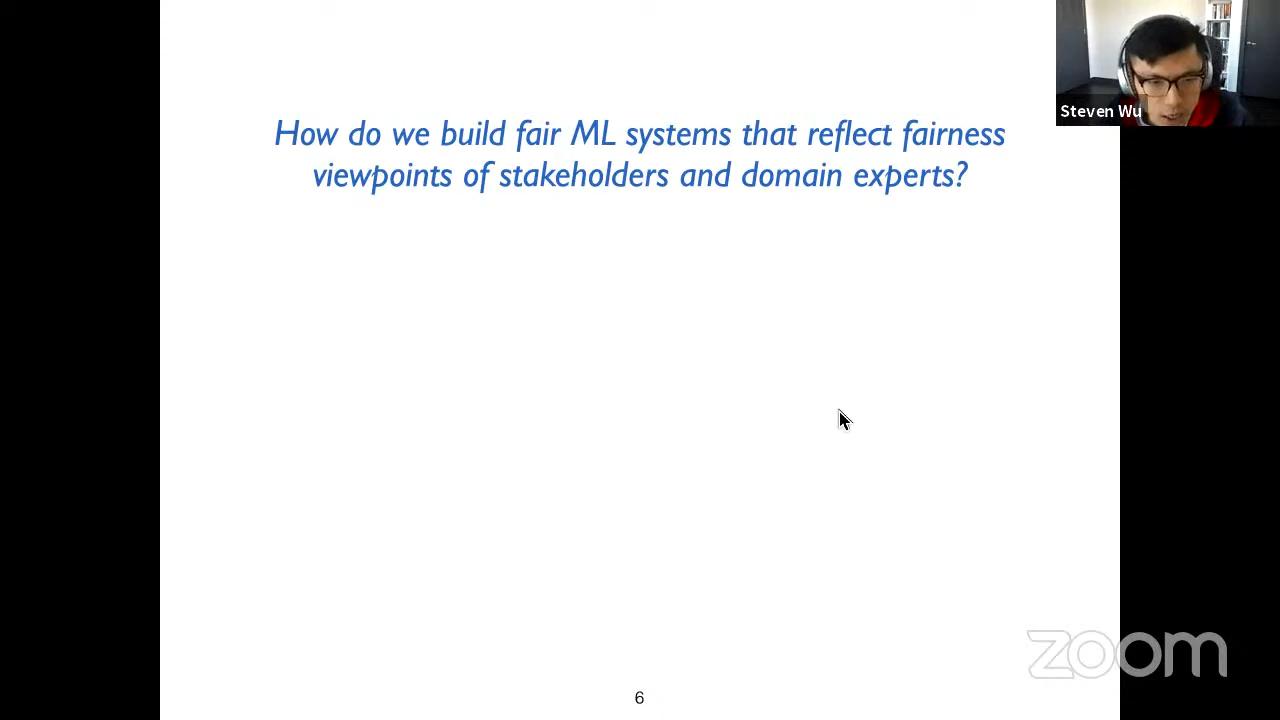 Steven Wu
How do we build fair ML systems that reflect fairness
viewpoints of stakeholders and domain experts?
zoom
6